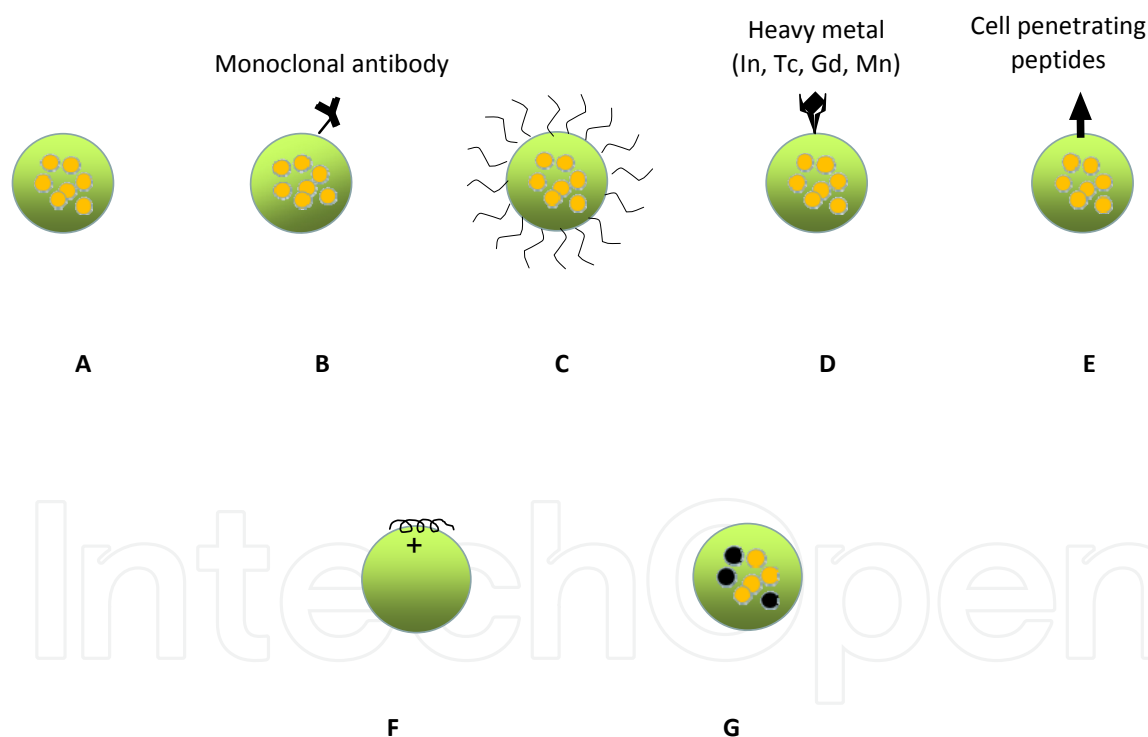 Monoclonal antibody
Heavy metal
(In, Tc, Gd, Mn)
Cell penetrating
peptides
A B C D E
+
IntechOpen
F G